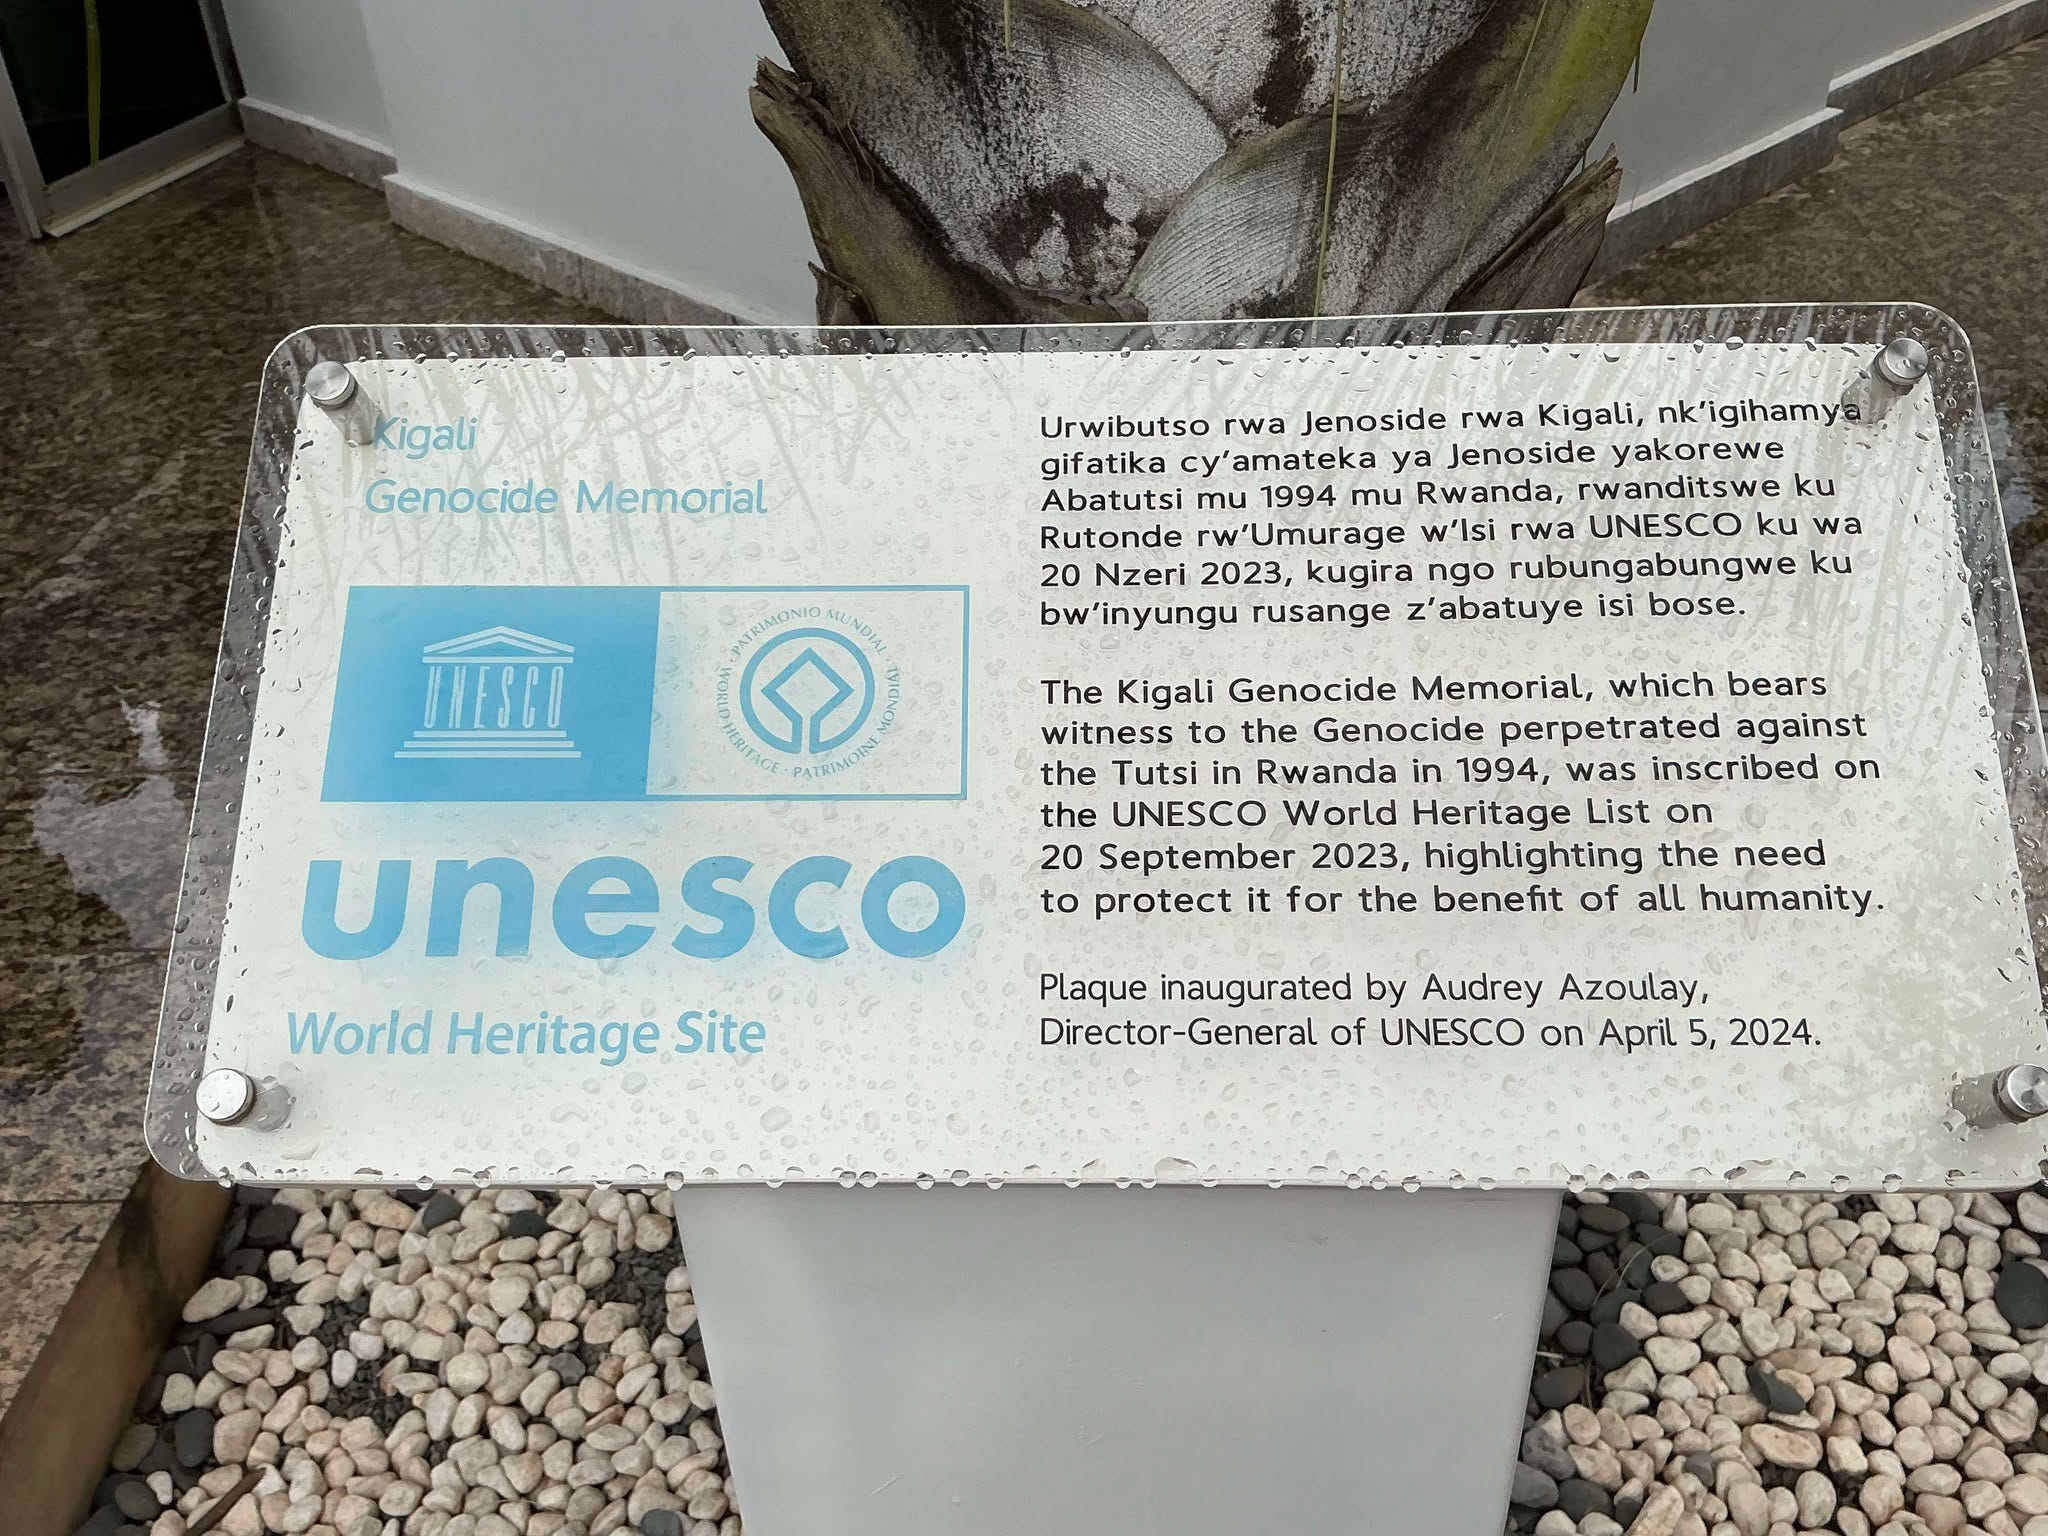 Kigali
Genocide Memorial
UNESCO
WORLD HERITAGE · PATRIMOINE MONDIAL · PATRIMONIO MUNDIAL ·
unesco
World Heritage Site
Urwibutso rwa Jenoside rwa Kigali, nk’igihamya
gifatika cy’amateka ya Jenoside yakorewe
Abatutsi mu 1994 mu Rwanda, rwanditswe ku
Rutonde rw’Umurage w’Isi rwa UNESCO ku wa
20 Nzeri 2023, kugira ngo rubungabungwe ku
bw’inyungu rusange z’abatuye isi bose.
The Kigali Genocide Memorial, which bears
witness to the Genocide perpetrated against
the Tutsi in Rwanda in 1994, was inscribed on
the UNESCO World Heritage List on
20 September 2023, highlighting the need
to protect it for the benefit of all humanity.
Plaque inaugurated by Audrey Azoulay,
Director-General of UNESCO on April 5, 2024.